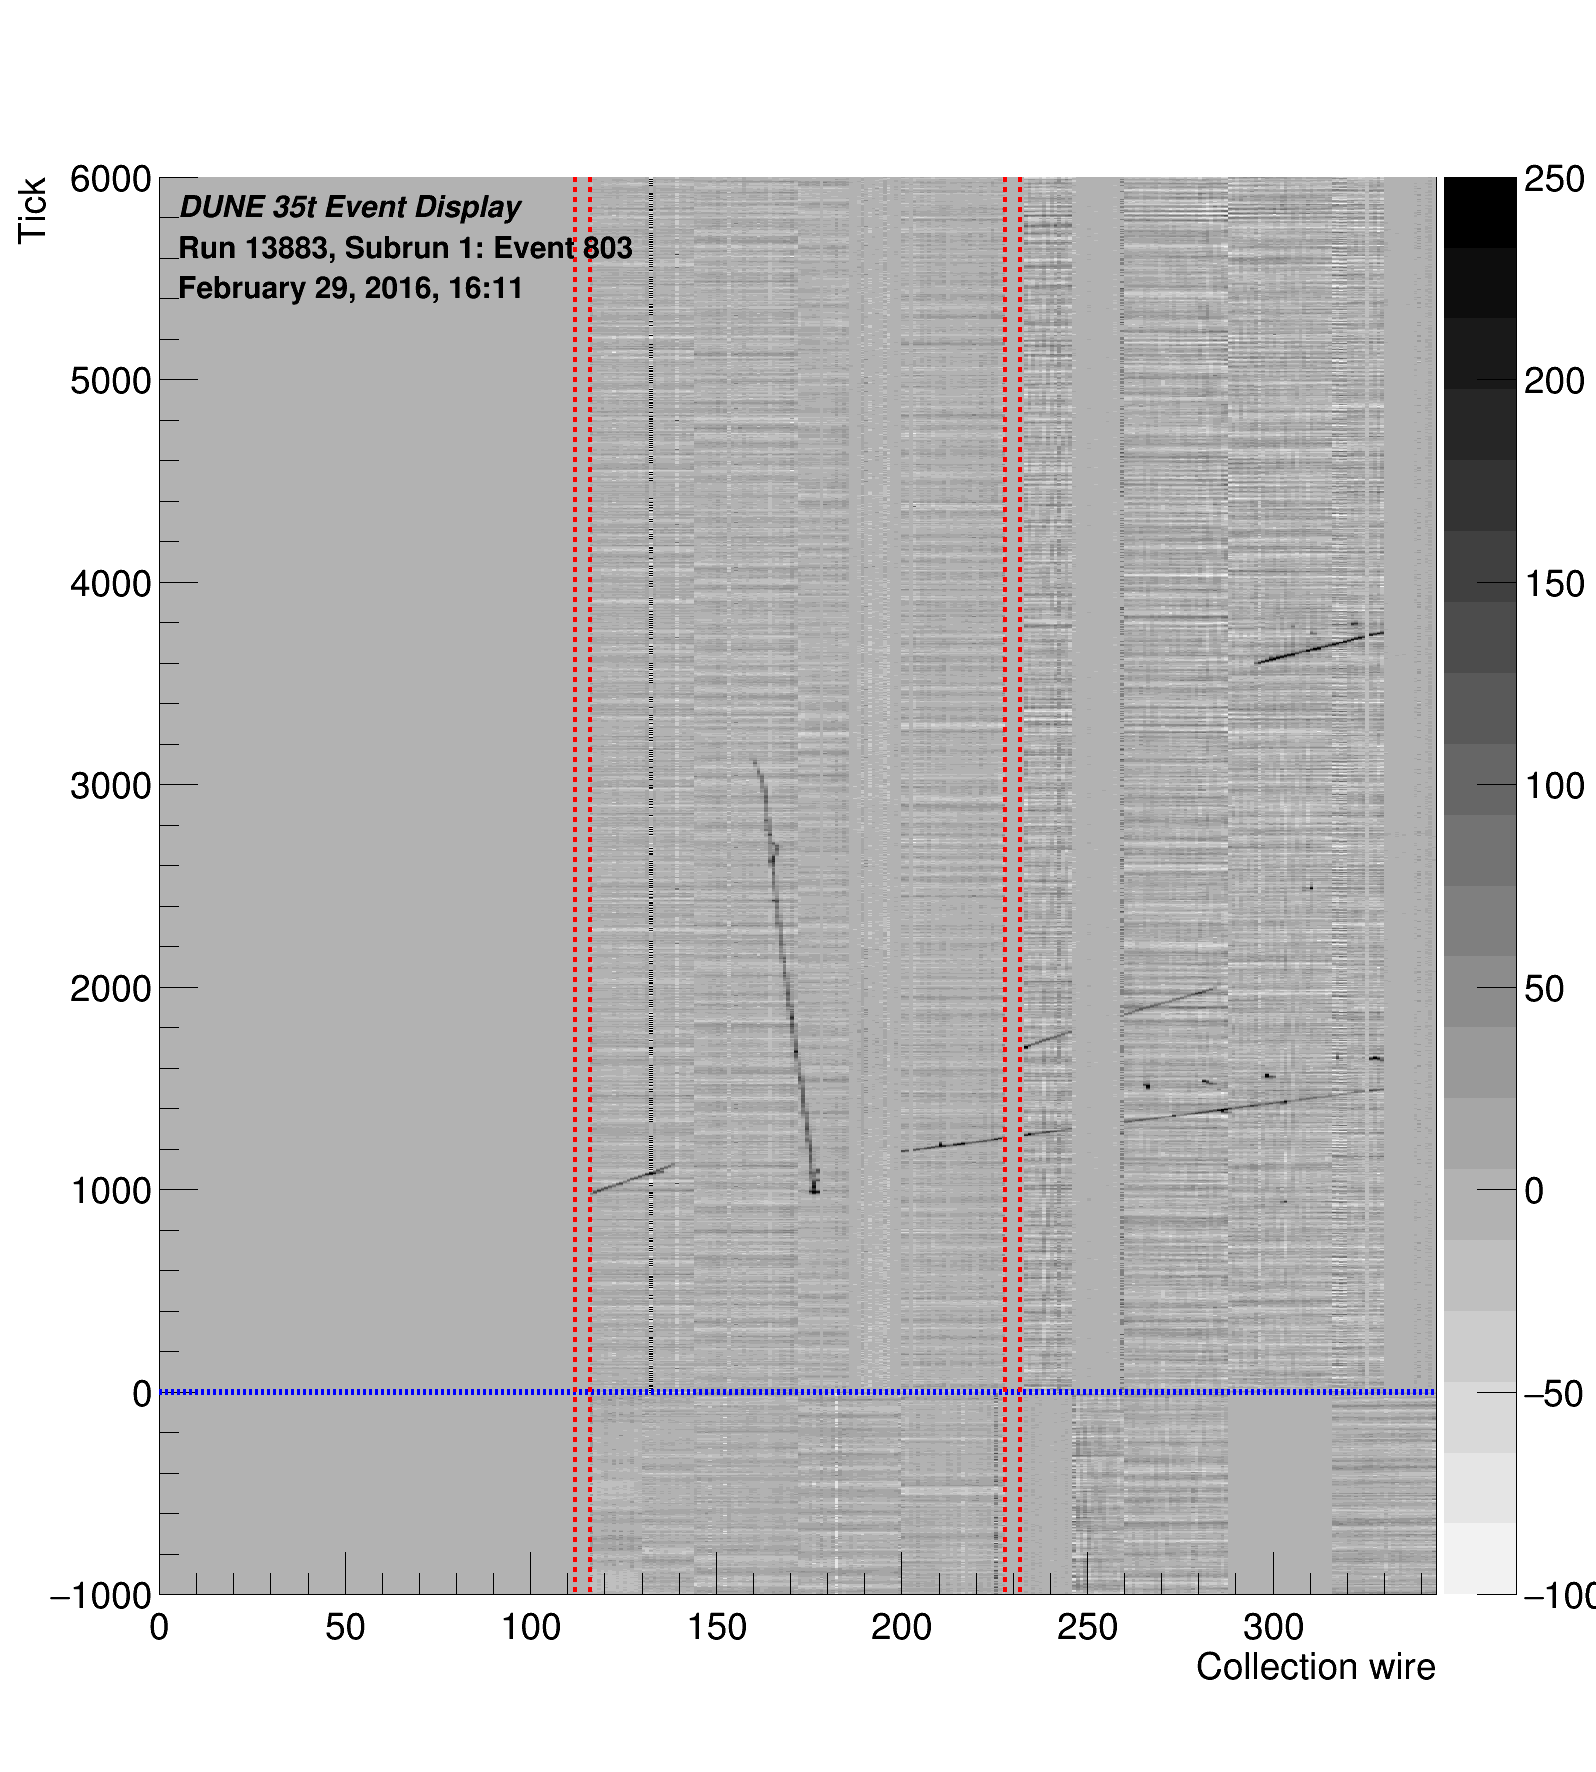 DUNE 35t Event Display
Run 13883, Subrun 1: Event 803
February 29, 2016, 16:11
Tick
6000
5000
4000
3000
2000
1000
0
−1000
0 50 100 150 200 250 300
Collection wire
250
200
150
100
50
0
−50
−100